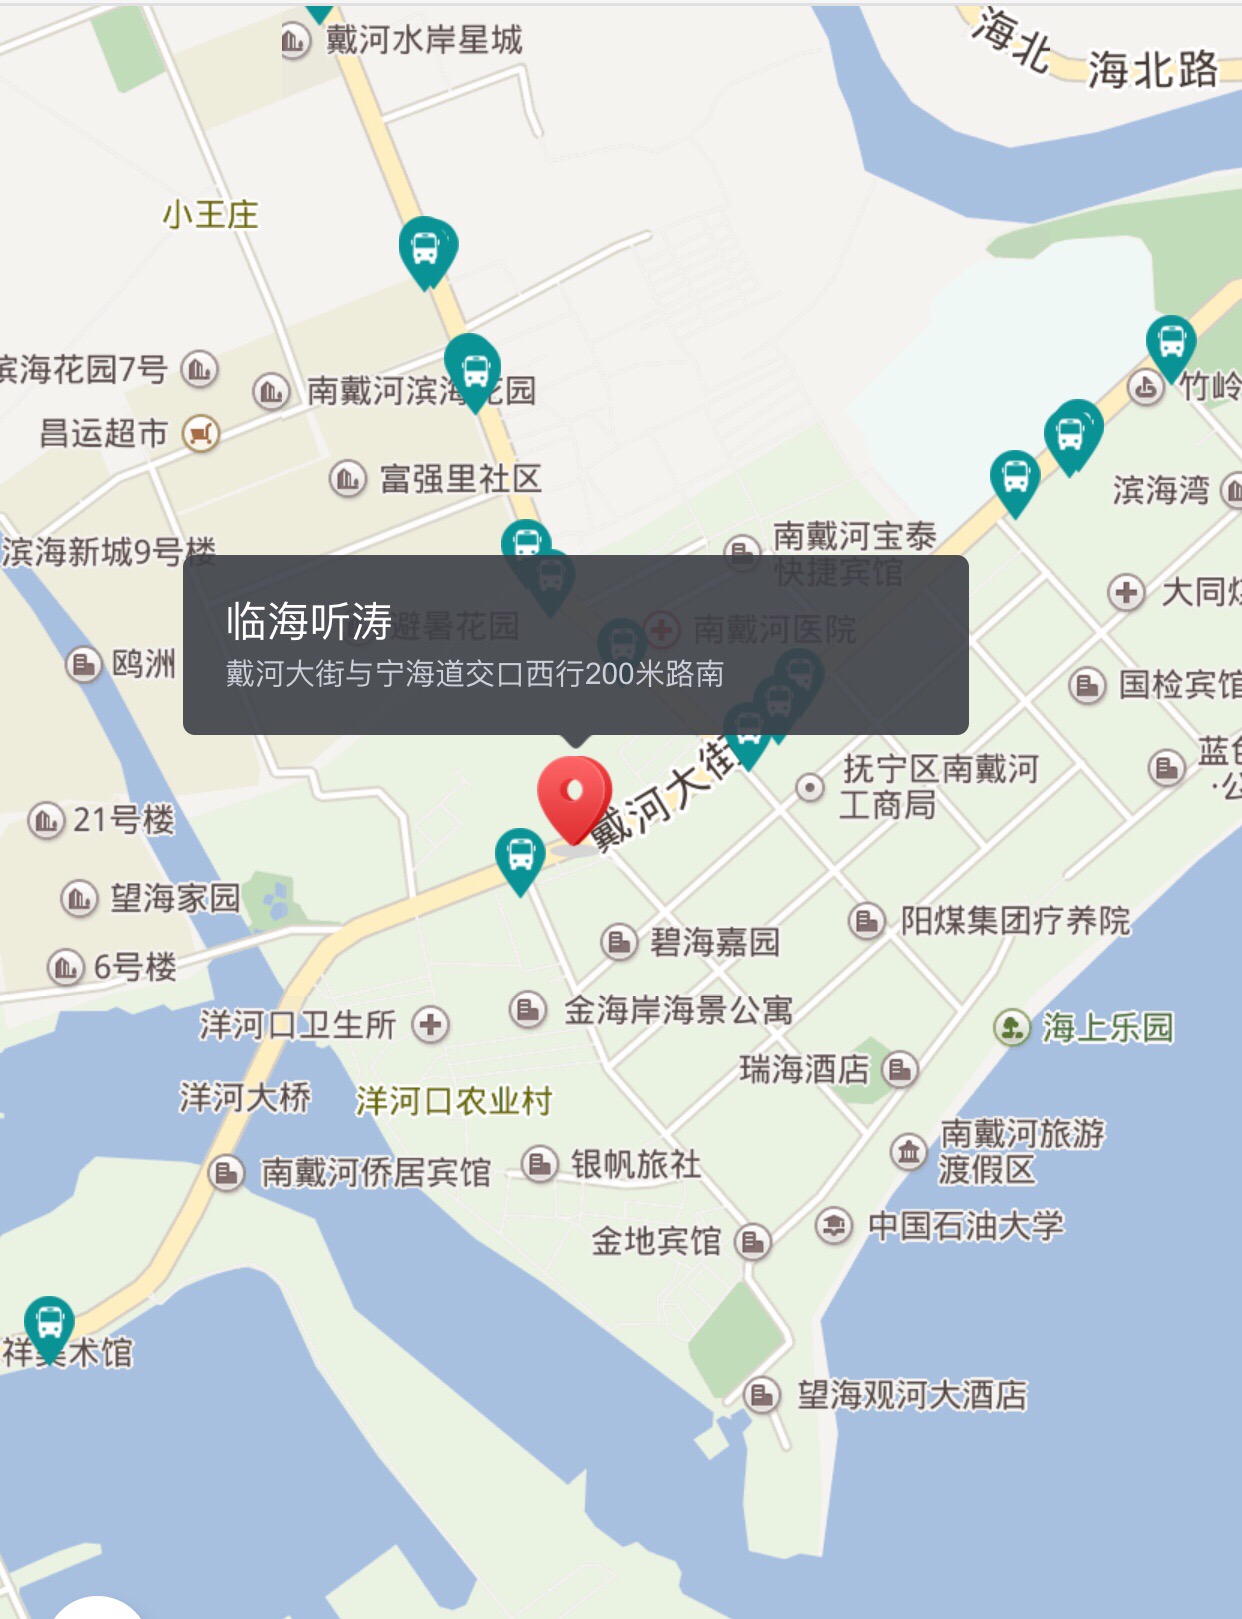 戴河水岸星城
海北
海北路
小王庄
滨海花园7号
南戴河滨海花园
竹岭
昌运超市
富强里社区
滨海湾
滨海新城9号楼
南戴河宝泰
快捷宾馆
大同煤
临海听涛
避暑花园
南戴河医院
鸥洲
戴河大街与宁海道交口西行200米路南
国检宾馆
戴河大街
蓝色
·公
抚宁区南戴河
工商局
21号楼
望海家园
阳煤集团疗养院
碧海嘉园
6号楼
金海岸海景公寓
洋河口卫生所
海上乐园
瑞海酒店
洋河大桥
洋河口农业村
南戴河旅游
渡假区
南戴河侨居宾馆
银帆旅社
金地宾馆
中国石油大学
祥美术馆
望海观河大酒店